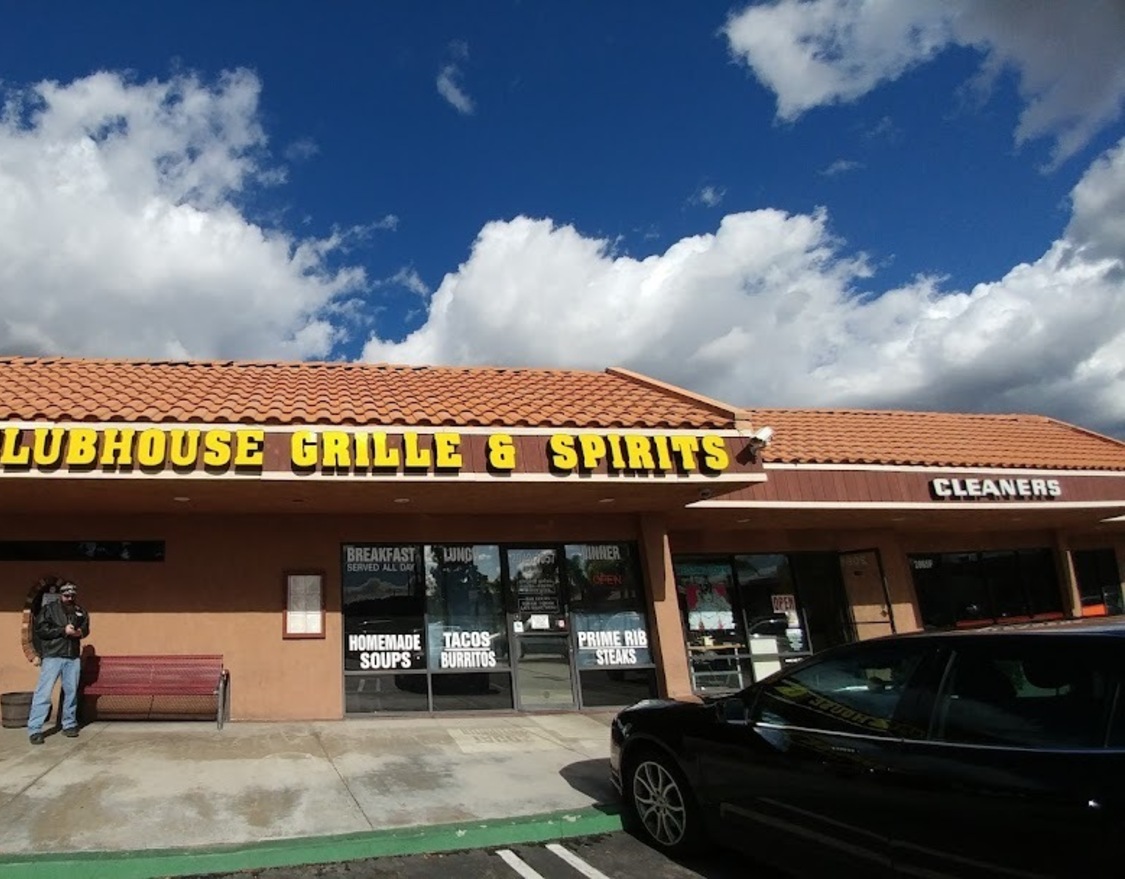 LUBHOUSE GRILLE & SPIRITS
CLEANERS
BREAKFAST
SERVED ALL DAY
LUNCH
DINNER
OPEN
OPEN
HOMEMADE
SOUPS
TACOS
BURRITOS
PRIME RIB
STEAKS